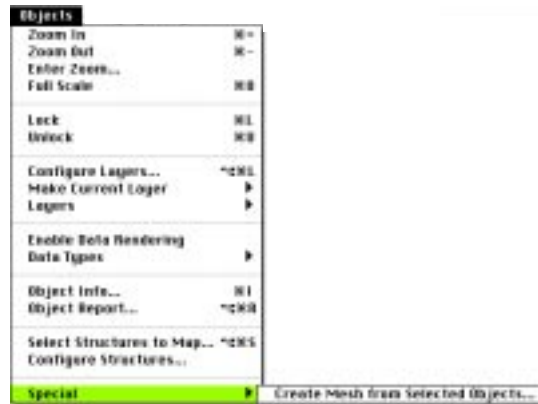 Objects
Zoom In ⌘=
Zoom Out ⌘-
Enter Zoom...
Full Scale ⌘0
Lock ⌘L
Unlock
Configure Layers...
Make Current Layer ▶
Layers ▶
Enable Data Rendering
Data Types ▶
Object Info... ⌘I
Object Report...
Select Structures to Map...
Configure Structures...
Special ▶ Create Mesh from Selected Objects...